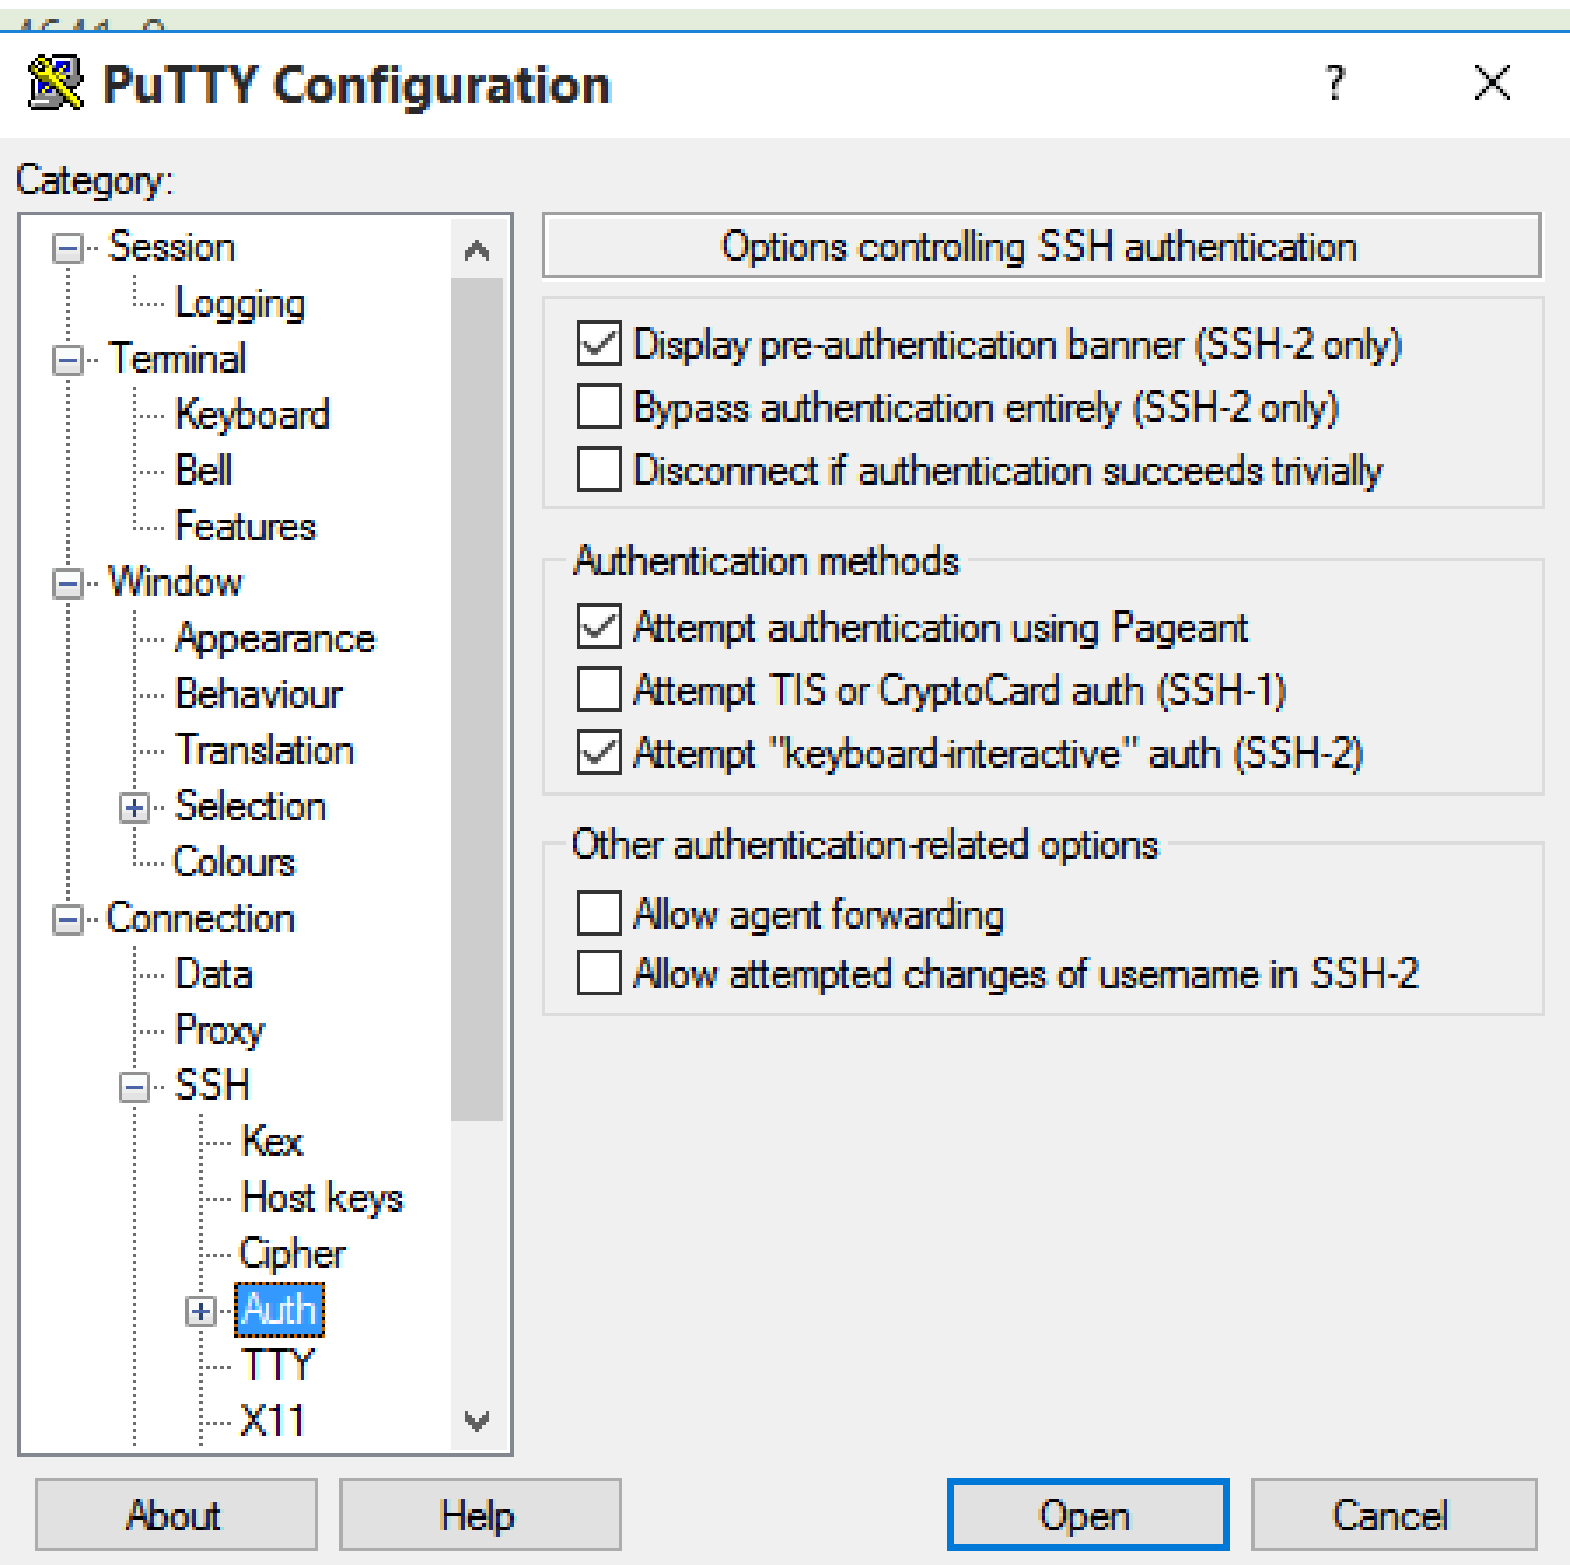 PuTTY Configuration
?
Category:
Session
Logging
Terminal
Keyboard
Bell
Features
Window
Appearance
Behaviour
Translation
Selection
Colours
Connection
Data
Proxy
SSH
Kex
Host keys
Cipher
Auth
TTY
X11
Options controlling SSH authentication
Display pre-authentication banner (SSH-2 only)
Bypass authentication entirely (SSH-2 only)
Disconnect if authentication succeeds trivially
Authentication methods
Attempt authentication using Pageant
Attempt TIS or CryptoCard auth (SSH-1)
Attempt "keyboard-interactive" auth (SSH-2)
Other authentication-related options
Allow agent forwarding
Allow attempted changes of username in SSH-2
About
Help
Open
Cancel